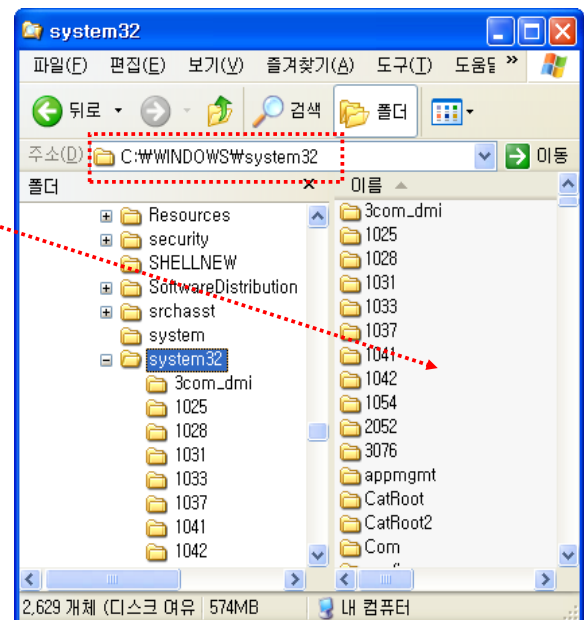 system32
파일(F) 편집(E) 보기(V) 즐겨찾기(A) 도구(T) 도움말 »
뒤로 검색 폴더
주소(D) C:₩WINDOWS₩system32 이동
폴더 x 이름
Resources
security
SHELLNEW
SoftwareDistribution
srchasst
system
system32
3com_dmi
1025
1028
1031
1033
1037
1041
1042
3com_dmi
1025
1028
1031
1033
1037
1041
1042
1054
2052
3076
appmgmt
CatRoot
CatRoot2
Com
2,629 개체 (디스크 여유 574MB 내 컴퓨터